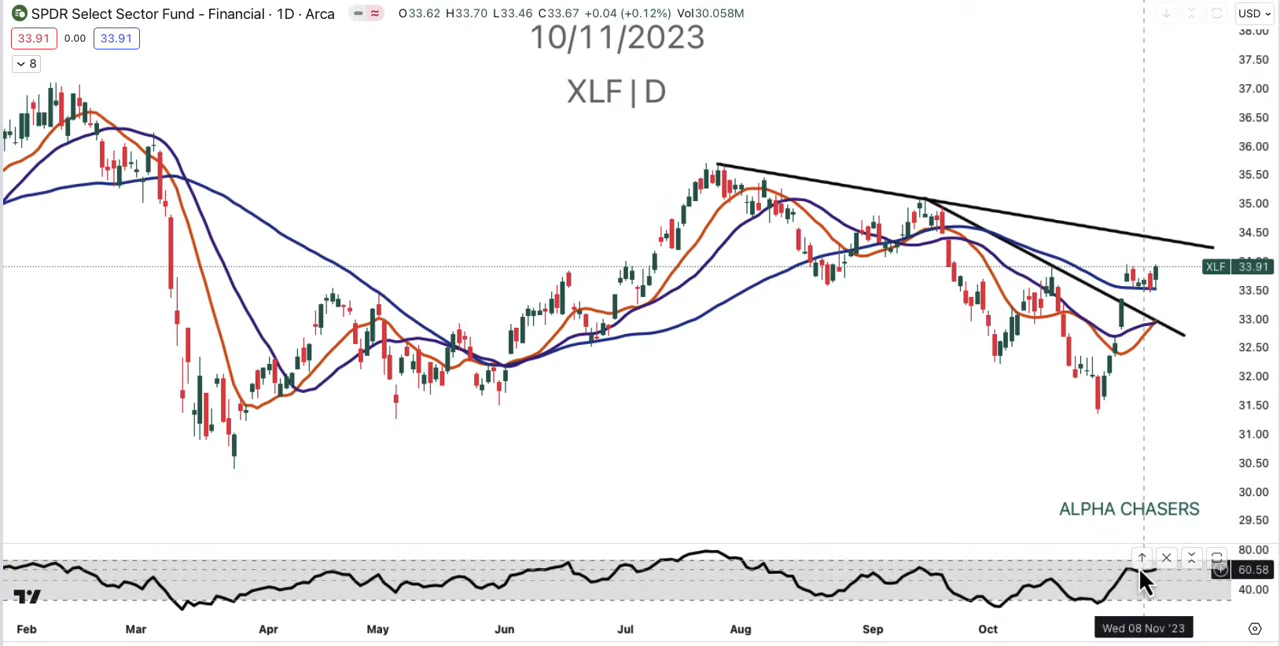 SPDR Select Sector Fund - Financial · 1D · Arca
O33.62 H33.70 L33.46 C33.67 +0.04 (+0.12%) Vol30.058M
USD
33.91 0.00 33.91
8
10/11/2023
XLF | D
38.00
37.50
37.00
36.50
36.00
35.50
35.00
34.50
XLF 33.91
33.50
33.00
32.50
32.00
31.50
31.00
30.50
30.00
29.50
ALPHA CHASERS
80.00
60.58
40.00
Feb Mar Apr May Jun Jul Aug Sep Oct Wed 08 Nov '23